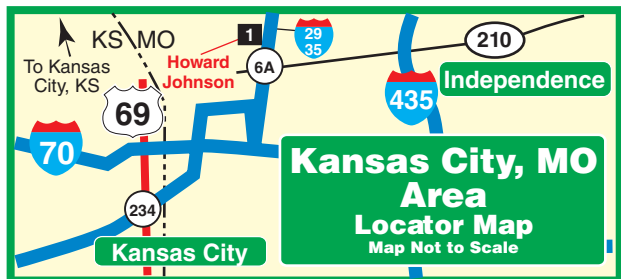 KS MO
To Kansas
City, KS
1
Howard
Johnson
29
35
6A
210
Independence
69
435
70
234
Kansas City
Kansas City, MO
Area
Locator Map
Map Not to Scale